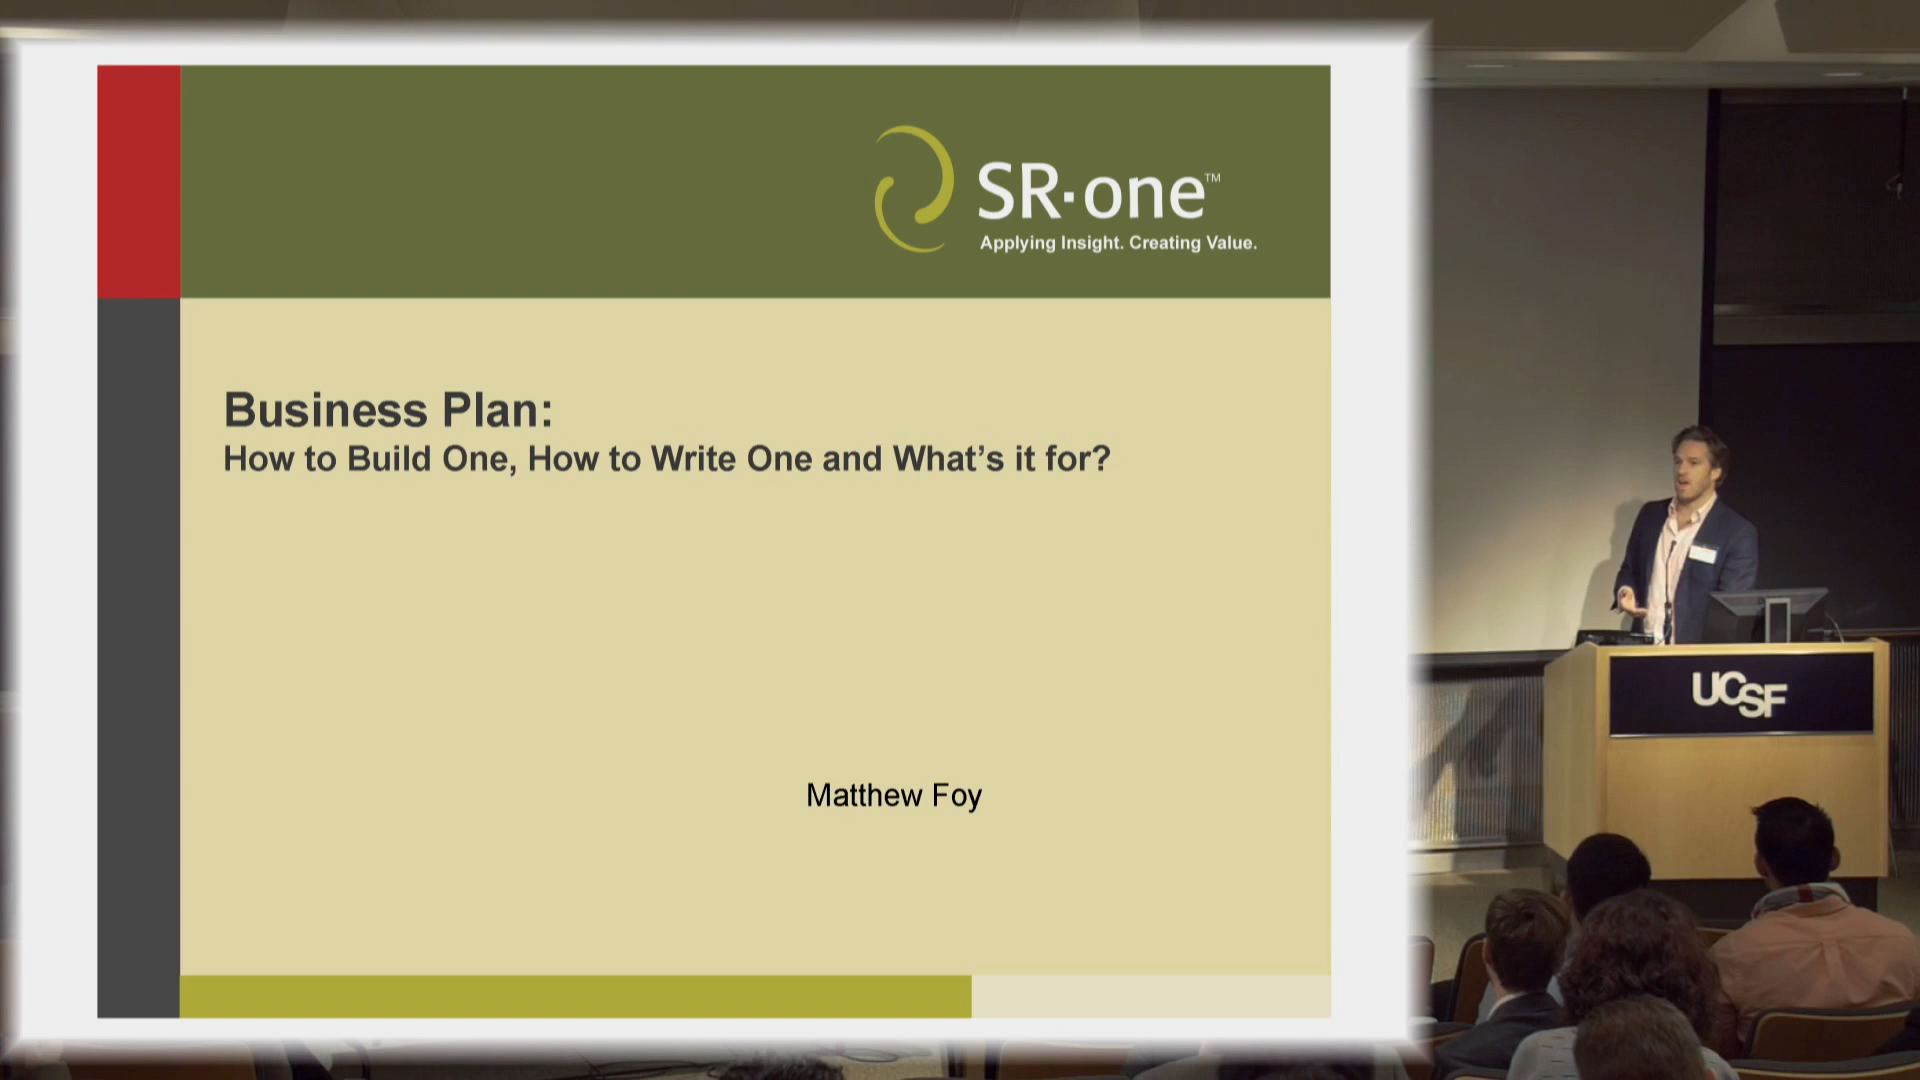 SR·one™
Applying Insight. Creating Value.
Business Plan:
How to Build One, How to Write One and What's it for?
Matthew Foy
UCSF